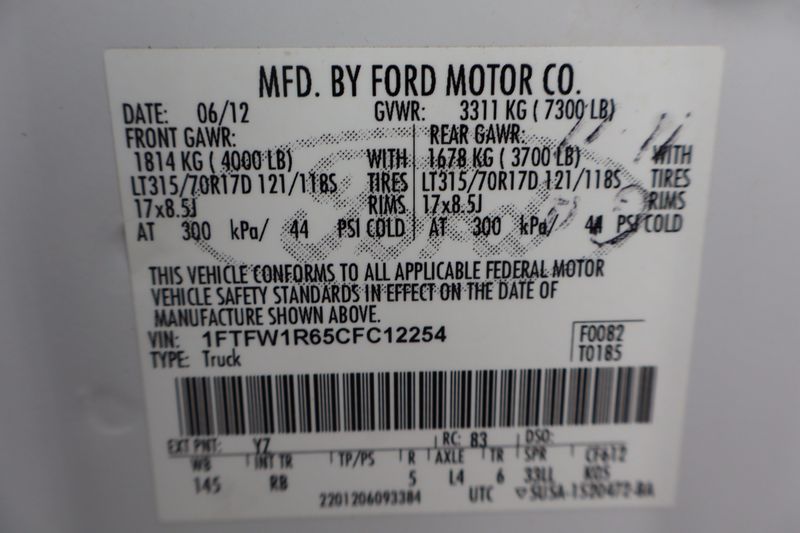 MFD. BY FORD MOTOR CO.
DATE: 06/12 GVWR: 3311 KG ( 7300 LB)
FRONT GAWR: REAR GAWR:
1814 KG ( 4000 LB) WITH 1678 KG ( 3700 LB) WITH
LT315/70R17D 121/118S TIRES LT315/70R17D 121/118S TIRES
17x8.5J RIMS 17x8.5J RIMS
AT 300 kPa/ 44 PSI COLD AT 300 kPa/ 44 PSI COLD
THIS VEHICLE CONFORMS TO ALL APPLICABLE FEDERAL MOTOR
VEHICLE SAFETY STANDARDS IN EFFECT ON THE DATE OF
MANUFACTURE SHOWN ABOVE.
VIN: 1FTFW1R65CFC12254 F0082
TYPE: Truck T0185
EXT PNT: YZ RC: 83 DSO:
WB INT TR TP/PS R AXLE TR SPR CF612
145 RB 5 L4 6 33LL KDS
2201206093384 UTC SUSA-1520472-BA